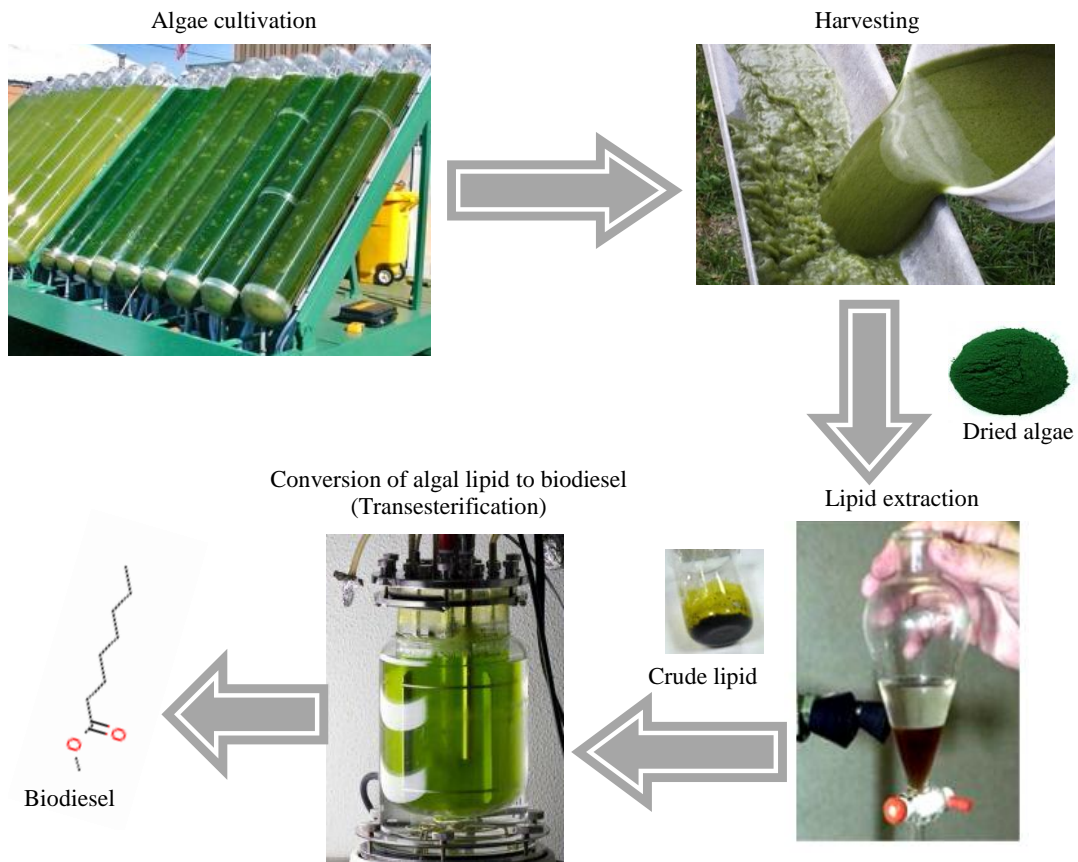 Algae cultivation
Harvesting
Dried algae
Lipid extraction
Conversion of algal lipid to biodiesel
(Transesterification)
Crude lipid
O
O
Biodiesel